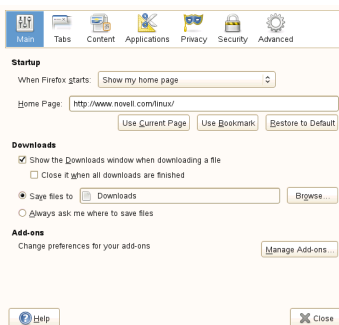 Main Tabs Content Applications Privacy Security Advanced
Startup
When Firefox starts: Show my home page
Home Page: http://www.novell.com/linux/
Use Current Page Use Bookmark Restore to Default
Downloads
Show the Downloads window when downloading a file
Close it when all downloads are finished
Save files to Downloads Browse...
Always ask me where to save files
Add-ons
Change preferences for your add-ons
Manage Add-ons...
Help Close